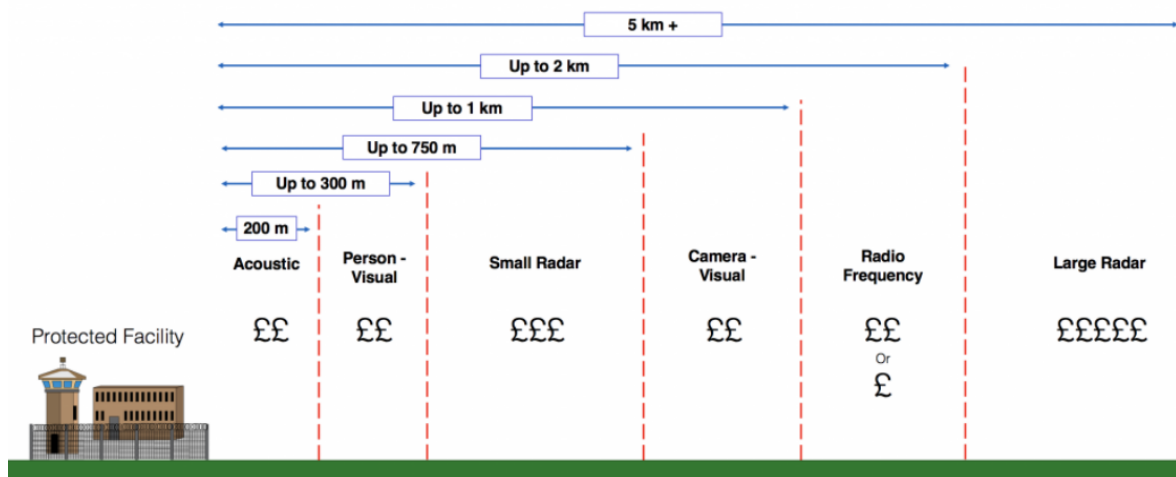 5 km +
Up to 2 km
Up to 1 km
Up to 750 m
Up to 300 m
200 m
Acoustic
Person -
Visual
Small Radar
Camera -
Visual
Radio
Frequency
Large Radar
Protected Facility
££
££
£££
££
££
Or
£
£££££